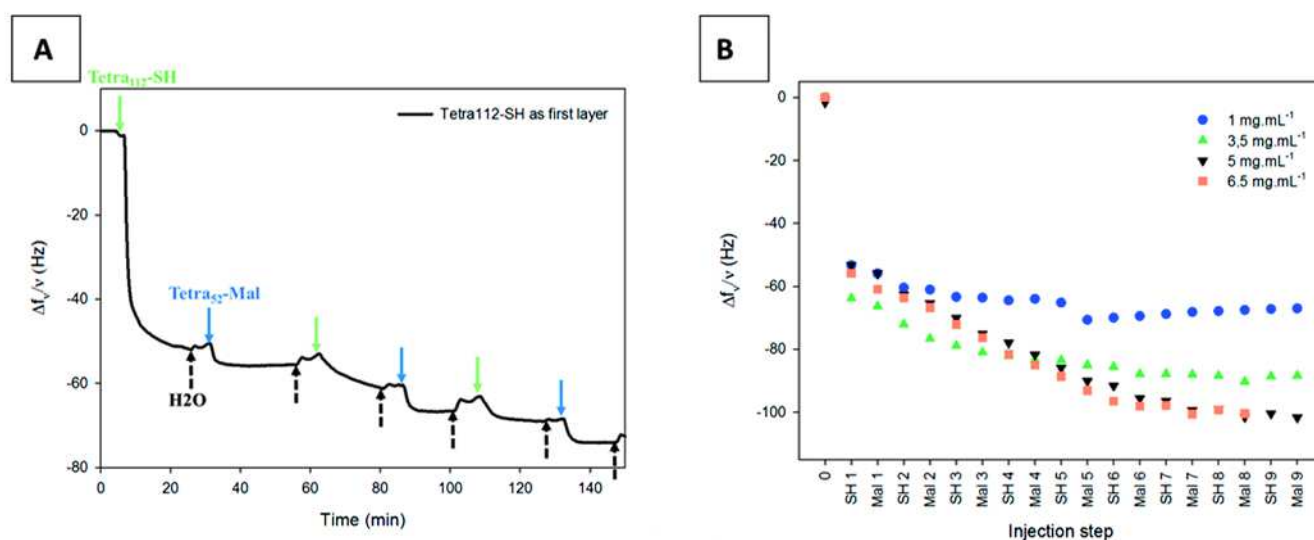 A
Tetra₁₁₂-SH
Tetra112-SH as first layer
Tetra₅₂-Mal
H2O
0
-20
-40
-60
-80
Δfᵥ/ν (Hz)
0 20 40 60 80 100 120 140
Time (min)
B
1 mg.mL⁻¹
3,5 mg.mL⁻¹
5 mg.mL⁻¹
6.5 mg.mL⁻¹
0
-20
-40
-60
-80
-100
Δfᵥ/ν (Hz)
0 SH 1 Mal 1 SH 2 Mal 2 SH 3 Mal 3 SH 4 Mal 4 SH 5 Mal 5 SH 6 Mal 6 SH 7 Mal 7 SH 8 Mal 8 SH 9 Mal 9
Injection step